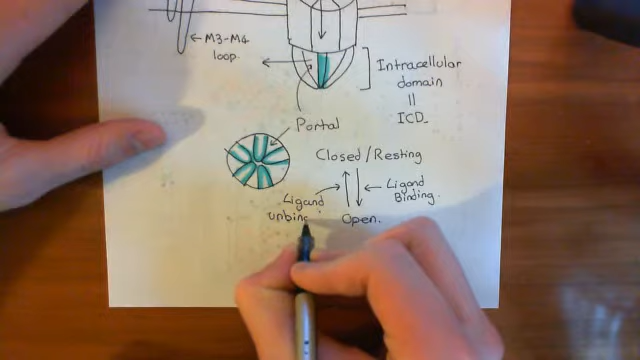 M3-M4
loop.
Intracellular
domain
=
ICD.
Portal
Closed/Resting
Ligand
Binding.
Ligand
Open.